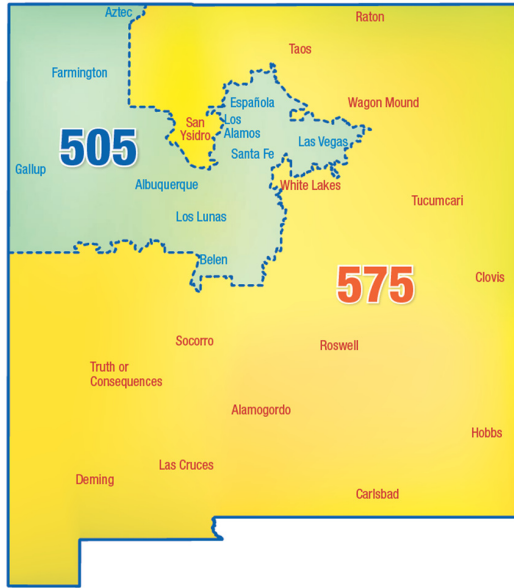 Aztec
Raton
Taos
Farmington
Española
Wagon Mound
San
Ysidro
Los
Alamos
505
Las Vegas
Santa Fe
Gallup
Albuquerque
White Lakes
Tucumcari
Los Lunas
Belen
575
Clovis
Socorro
Roswell
Truth or
Consequences
Alamogordo
Hobbs
Las Cruces
Deming
Carlsbad